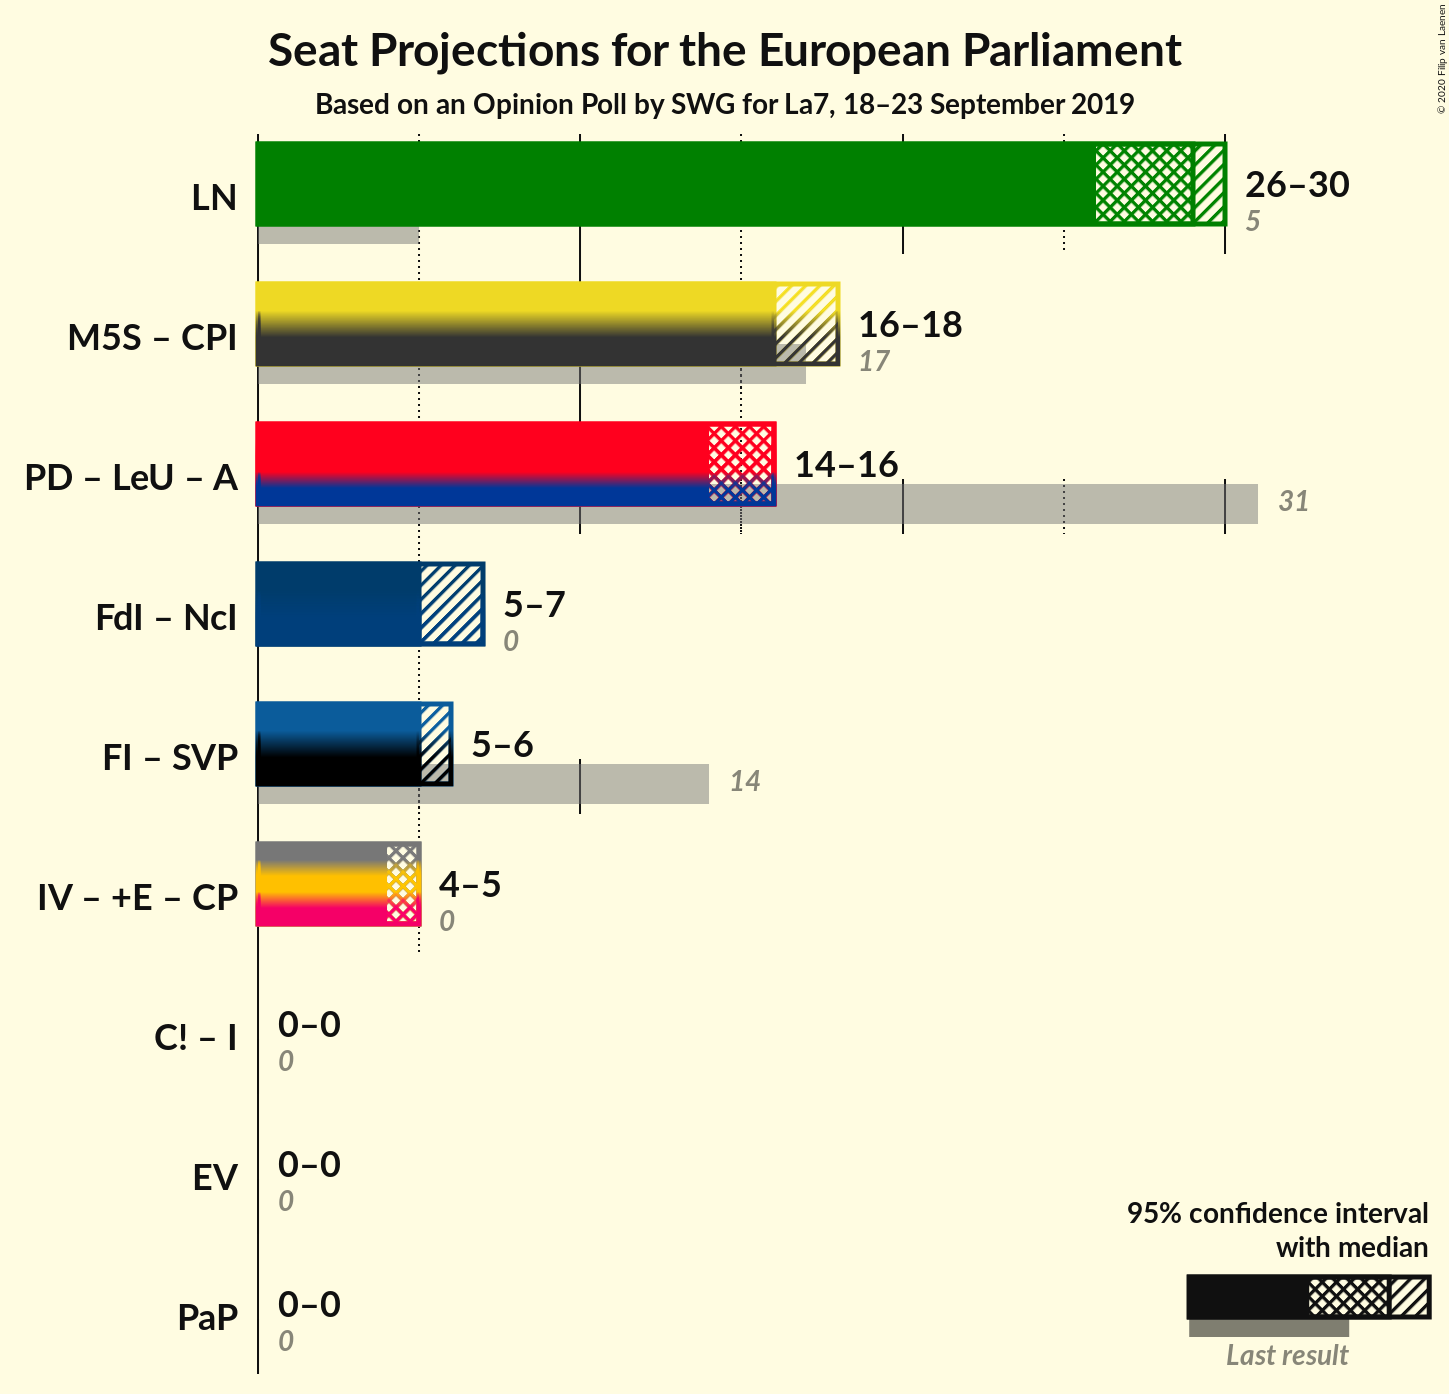 Seat Projections for the European Parliament
Based on an Opinion Poll by SWG for La7, 18–23 September 2019
© 2020 Filip van Laenen
LN
26–30
5
M5S – CPI
16–18
17
PD – LeU – A
14–16
31
FdI – NcI
5–7
0
FI – SVP
5–6
14
IV – +E – CP
4–5
0
C! – I
0–0
0
EV
0–0
0
PaP
0–0
0
95% confidence interval
with median
Last result